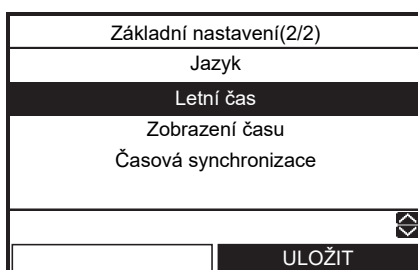 Základní nastavení(2/2)
Jazyk
Letní čas
Zobrazení času
Časová synchronizace
ULOŽIT